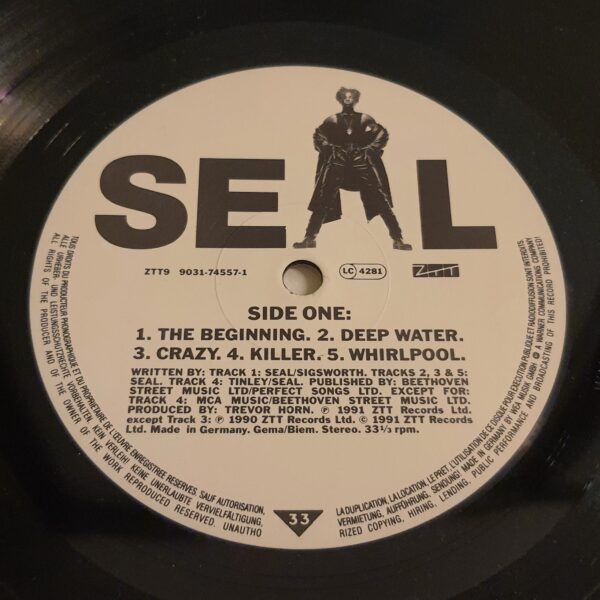 SEAL
ZTT9 9031-74557-1
LC 4281
ZTT
SIDE ONE:
1. THE BEGINNING. 2. DEEP WATER.
3. CRAZY. 4. KILLER. 5. WHIRLPOOL.
WRITTEN BY: TRACK 1: SEAL/SIGSWORTH. TRACKS 2, 3 & 5:
SEAL. TRACK 4: TINLEY/SEAL. PUBLISHED BY: BEETHOVEN
STREET MUSIC LTD/PERFECT SONGS LTD. EXCEPT FOR:
TRACK 4: MCA MUSIC/BEETHOVEN STREET MUSIC LTD.
PRODUCED BY: TREVOR HORN. ℗ 1991 ZTT Records Ltd.
except Track 3: ℗ 1990 ZTT Records Ltd. © 1991 ZTT Records
Ltd. Made in Germany. Gema/Biem. Stereo. 33⅓ rpm.
33
TOUS DROITS DU PRODUCTEUR PHONOGRAPHIQUE ET DU PROPRIETAIRE DE L'ŒUVRE ENREGISTREE RESERVES. SAUF AUTORISATION,
LA DUPLICATION, LA LOCATION, LE PRET, L'UTILISATION DE CE DISQUE POUR EXECUTION PUBLIQUE ET RADIODIFFUSION SONT INTERDITS
ALLE URHEBER- UND LEISTUNGSSCHUTZRECHTE VORBEHALTEN. KEIN VERLEIH! KEINE UNERLAUBTE VERVIELFÄLTIGUNG,
VERMIETUNG, AUFFÜHRUNG, SENDUNG! MADE IN GERMANY BY WEA MUSIK GMBH A WARNER COMMUNICATIONS COMPANY
ALL RIGHTS OF THE PRODUCER AND OF THE OWNER OF THE WORK REPRODUCED RESERVED. UNAUTHO
RIZED COPYING, HIRING, LENDING, PUBLIC PERFORMANCE AND BROADCASTING OF THIS RECORD PROHIBITED!